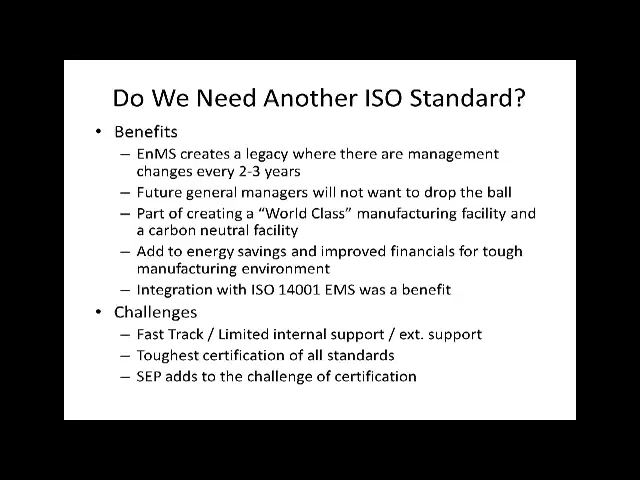 Do We Need Another ISO Standard?
• Benefits
– EnMS creates a legacy where there are management
changes every 2-3 years
– Future general managers will not want to drop the ball
– Part of creating a “World Class” manufacturing facility and
a carbon neutral facility
– Add to energy savings and improved financials for tough
manufacturing environment
– Integration with ISO 14001 EMS was a benefit
• Challenges
– Fast Track / Limited internal support / ext. support
– Toughest certification of all standards
– SEP adds to the challenge of certification